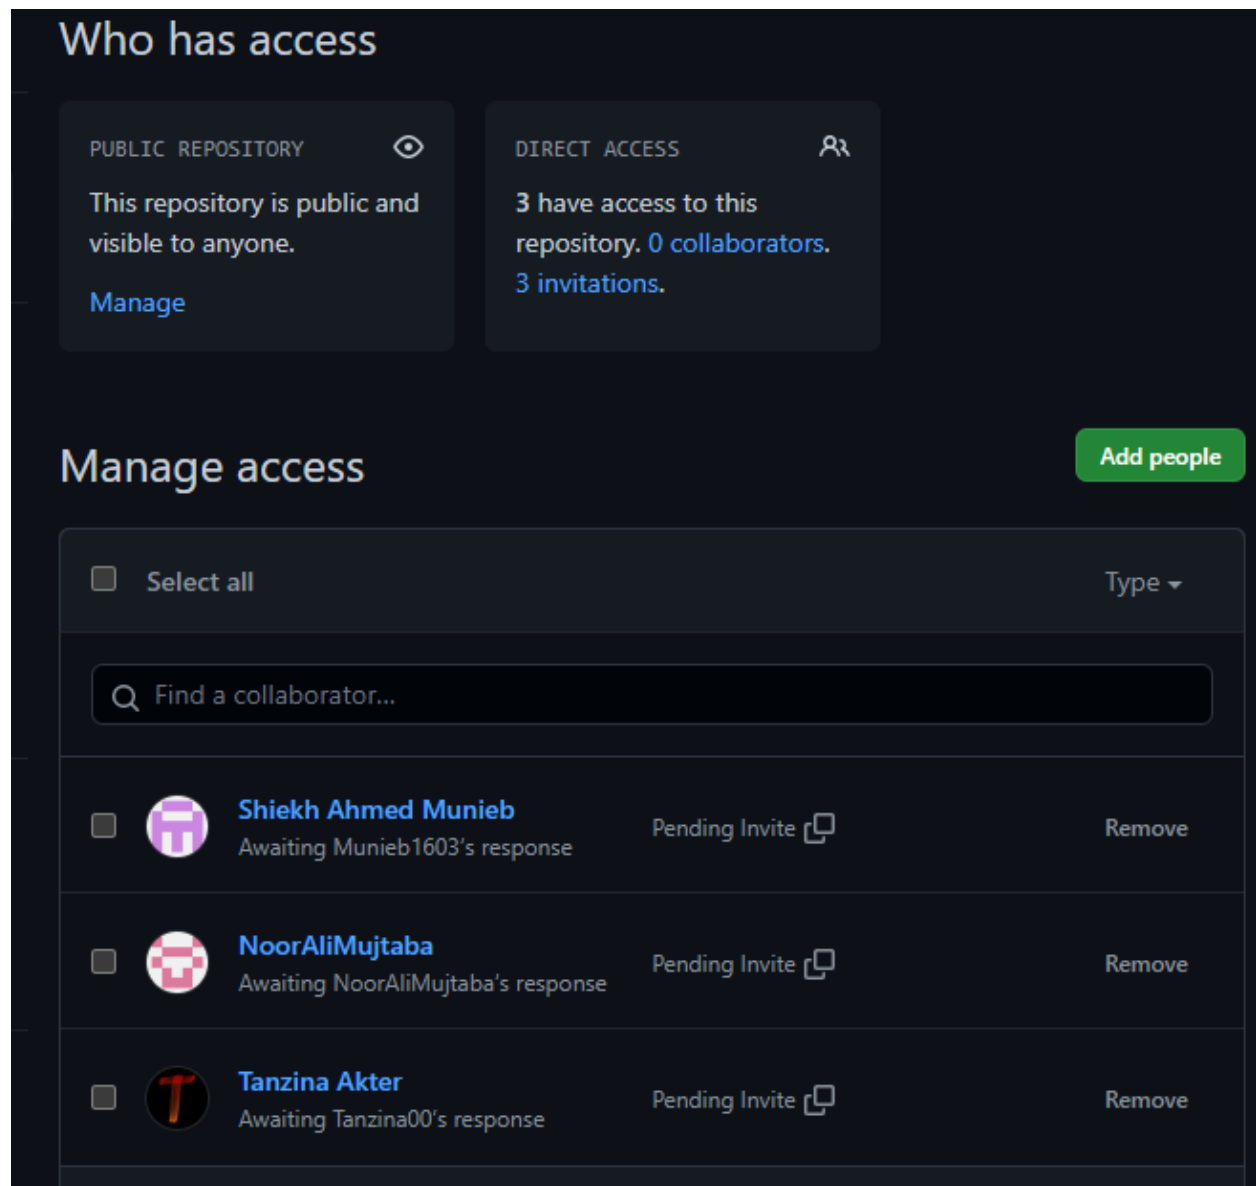 Who has access
PUBLIC REPOSITORY
This repository is public and
visible to anyone.
Manage
DIRECT ACCESS
3 have access to this
repository. 0 collaborators.
3 invitations.
Manage access
Add people
Select all
Type
Find a collaborator...
Shiekh Ahmed Munieb
Awaiting Munieb1603's response
Pending Invite
Remove
NoorAliMujtaba
Awaiting NoorAliMujtaba's response
Pending Invite
Remove
T
Tanzina Akter
Awaiting Tanzina00's response
Pending Invite
Remove